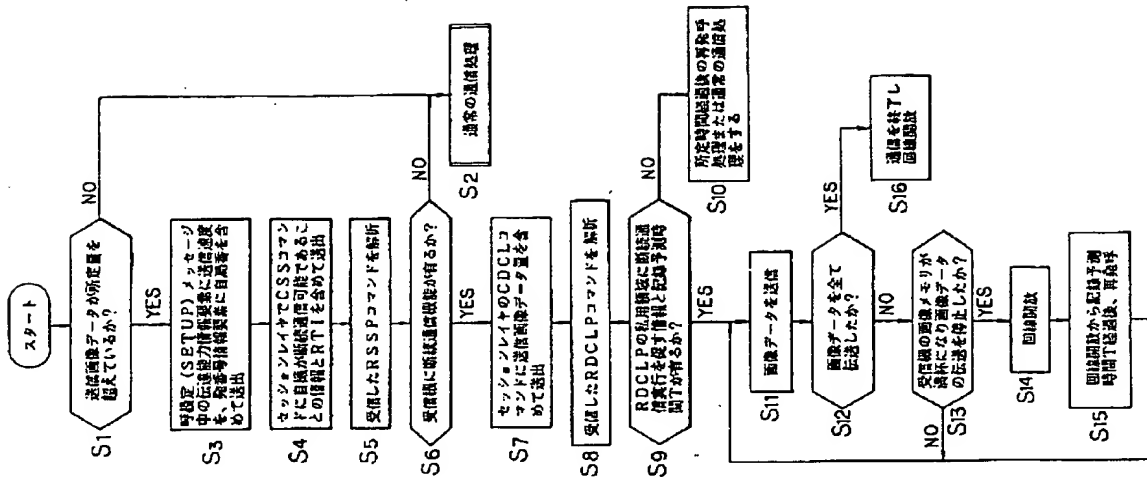 スタート
送信画像データが所定量を
超えているか?
S1
NO
YES
通常の通信処理
S2
呼設定(SETUP)メッセージ
中の伝達能力情報要素に送信速度
を、発番号情報要素に自局番を含
めて送出
S3
セッションレイヤでCSSコマン
ドに自機が断続通信可能であるこ
との情報とRTIを含めて送出
S4
受信したRSSPコマンドを解析
S5
受信機に断続通信機能が有るか?
S6
NO
YES
セッションレイヤのCDCLコ
マンドに送信画像データ量を含
めて送出
S7
受信したRDCLPコマンドを解析
S8
RDCLPの私用領域に断続通
信実行を促す情報と記録予測時
間Tが有るか?
S9
NO
YES
所定時間経過後の再発呼
処理または通常の通信処
理をする
S10
画像データを送信
S11
画像データを全て
伝送したか?
S12
YES
NO
通信を終了し
回線開放
S16
受信機の画像メモリが
満杯になり画像データ
の伝送を停止したか?
S13
NO
YES
回線開放
S14
回線開放から記録予測
時間T経過後、再発呼
S15